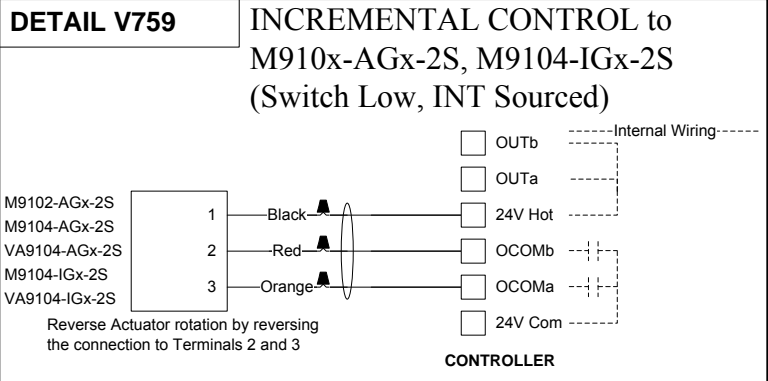 DETAIL V759
INCREMENTAL CONTROL to
M910x-AGx-2S, M9104-IGx-2S
(Switch Low, INT Sourced)
OUTb
Internal Wiring
OUTa
M9102-AGx-2S
M9104-AGx-2S
VA9104-AGx-2S
M9104-IGx-2S
VA9104-IGx-2S
1
Black
24V Hot
2
Red
OCOMb
3
Orange
OCOMa
Reverse Actuator rotation by reversing
the connection to Terminals 2 and 3
24V Com
CONTROLLER